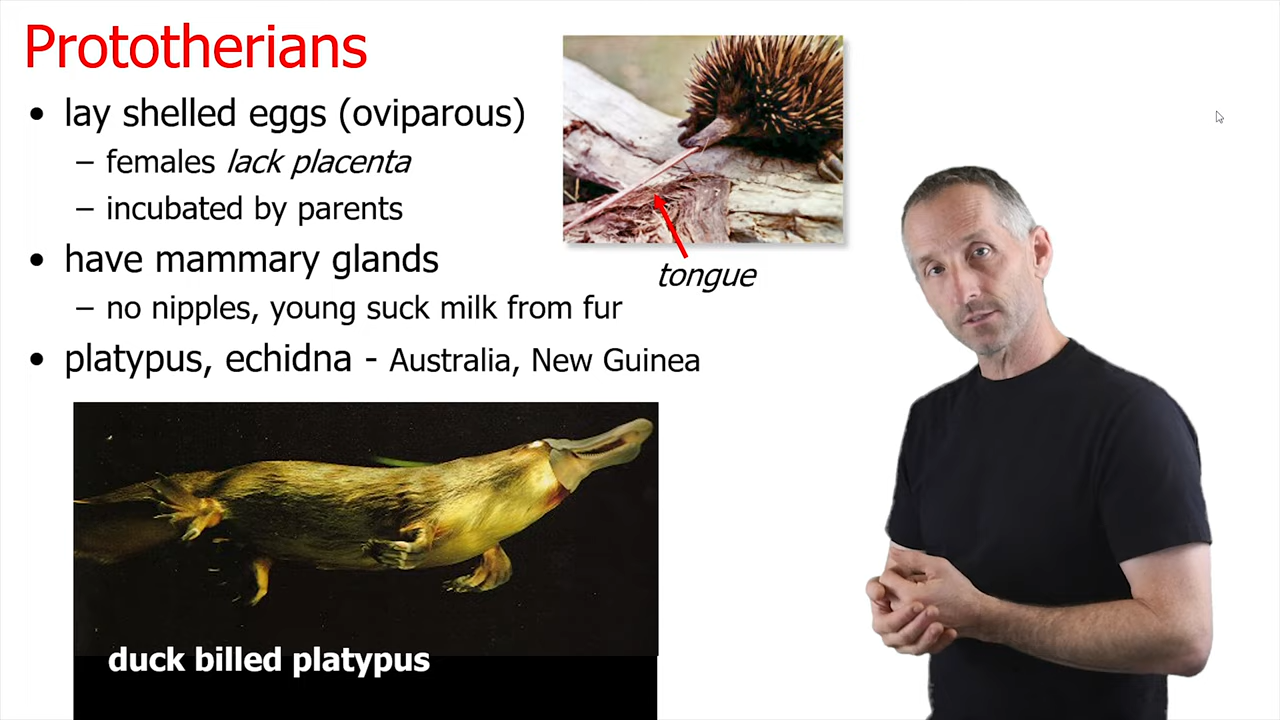 Prototherians
• lay shelled eggs (oviparous)
– females lack placenta
– incubated by parents
• have mammary glands
– no nipples, young suck milk from fur
• platypus, echidna - Australia, New Guinea
tongue
duck billed platypus